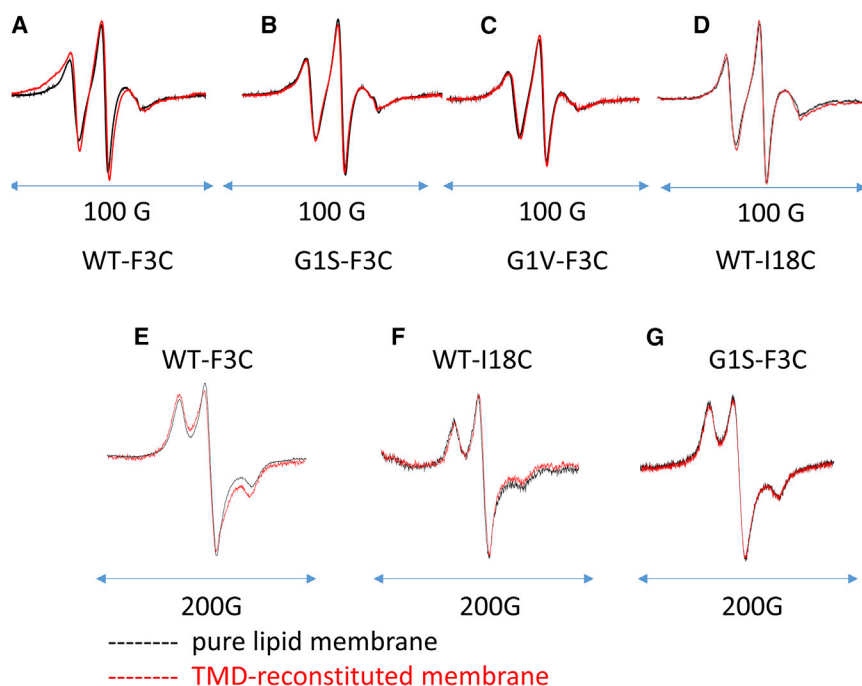 A
B
C
D
100 G
100 G
100 G
100 G
WT-F3C
G1S-F3C
G1V-F3C
WT-I18C
E
F
G
WT-F3C
WT-I18C
G1S-F3C
200G
200G
200G
-------- pure lipid membrane
-------- TMD-reconstituted membrane